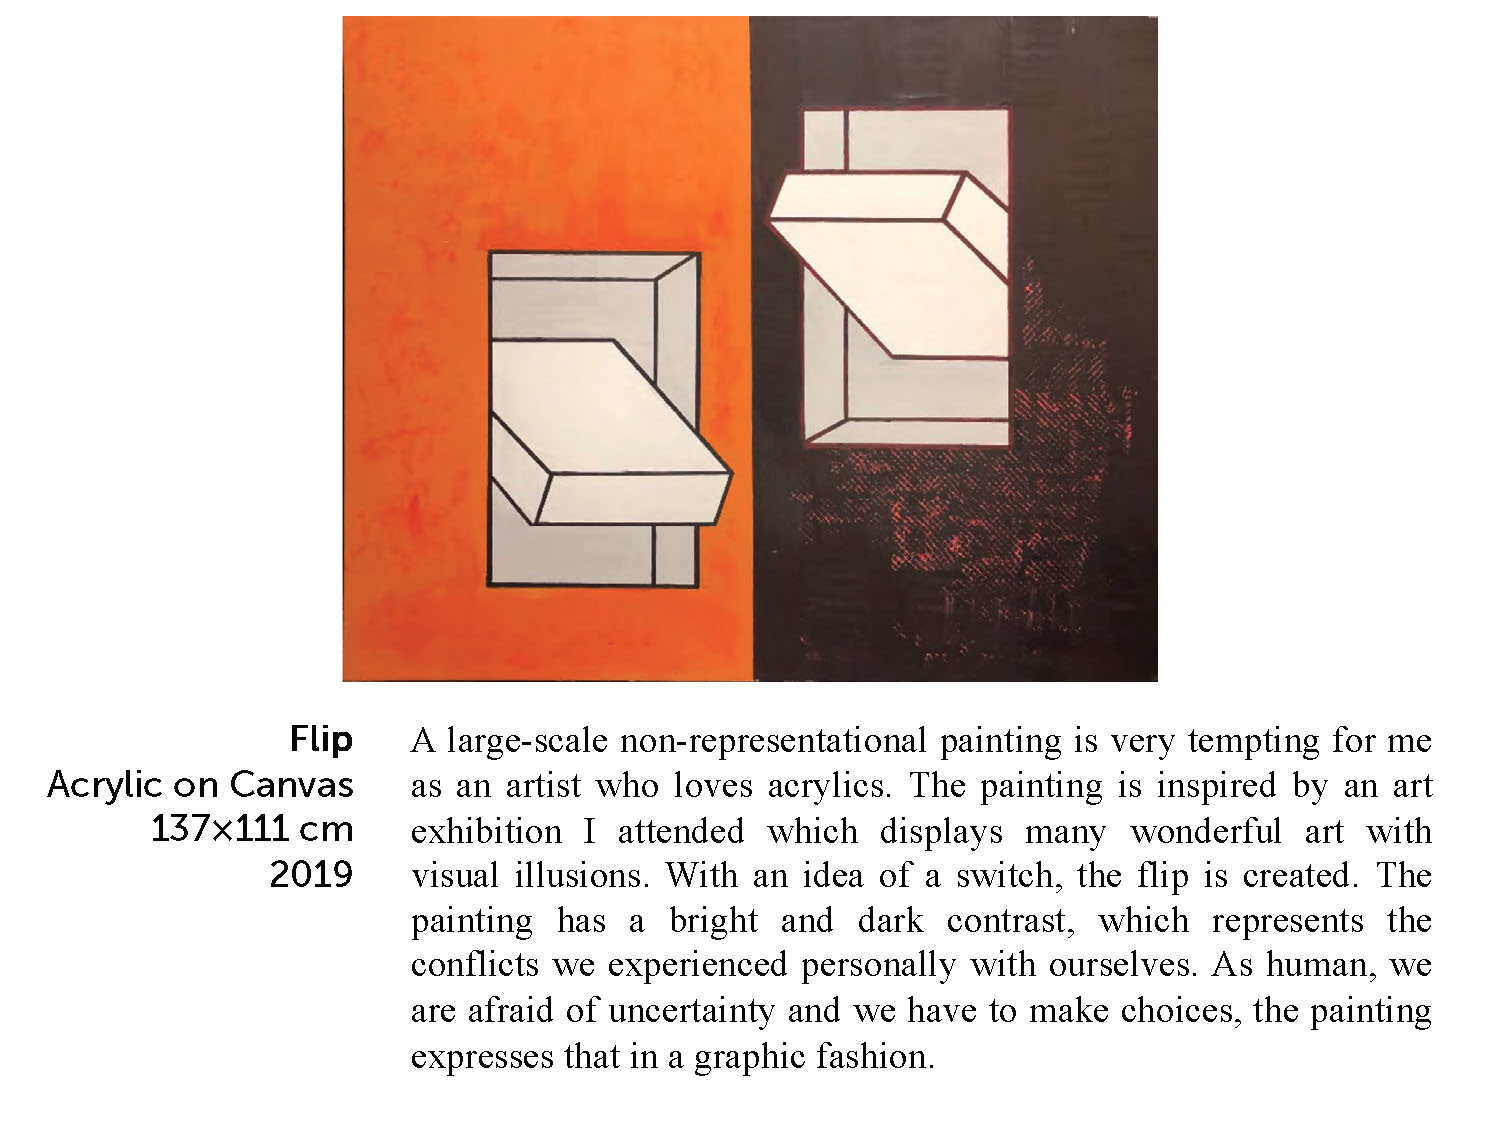 Flip
Acrylic on Canvas
137×111 cm
2019
A large-scale non-representational painting is very tempting for me
as an artist who loves acrylics. The painting is inspired by an art
exhibition I attended which displays many wonderful art with
visual illusions. With an idea of a switch, the flip is created. The
painting has a bright and dark contrast, which represents the
conflicts we experienced personally with ourselves. As human, we
are afraid of uncertainty and we have to make choices, the painting
expresses that in a graphic fashion.